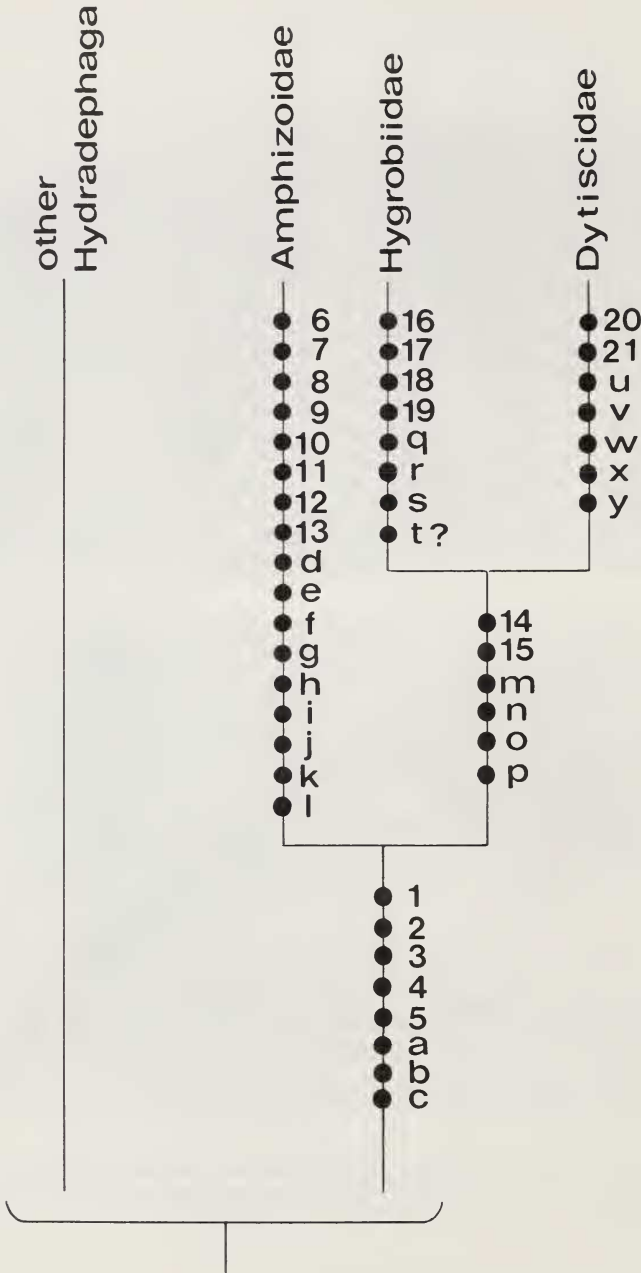 other
Hydradephaga
Amphizoidae
Hygrobiidae
Dytiscidae
6
7
8
9
10
11
12
13
d
e
f
g
h
i
j
k
l
16
17
18
19
q
r
s
t?
20
21
u
v
w
x
y
14
15
m
n
o
p
1
2
3
4
5
a
b
c